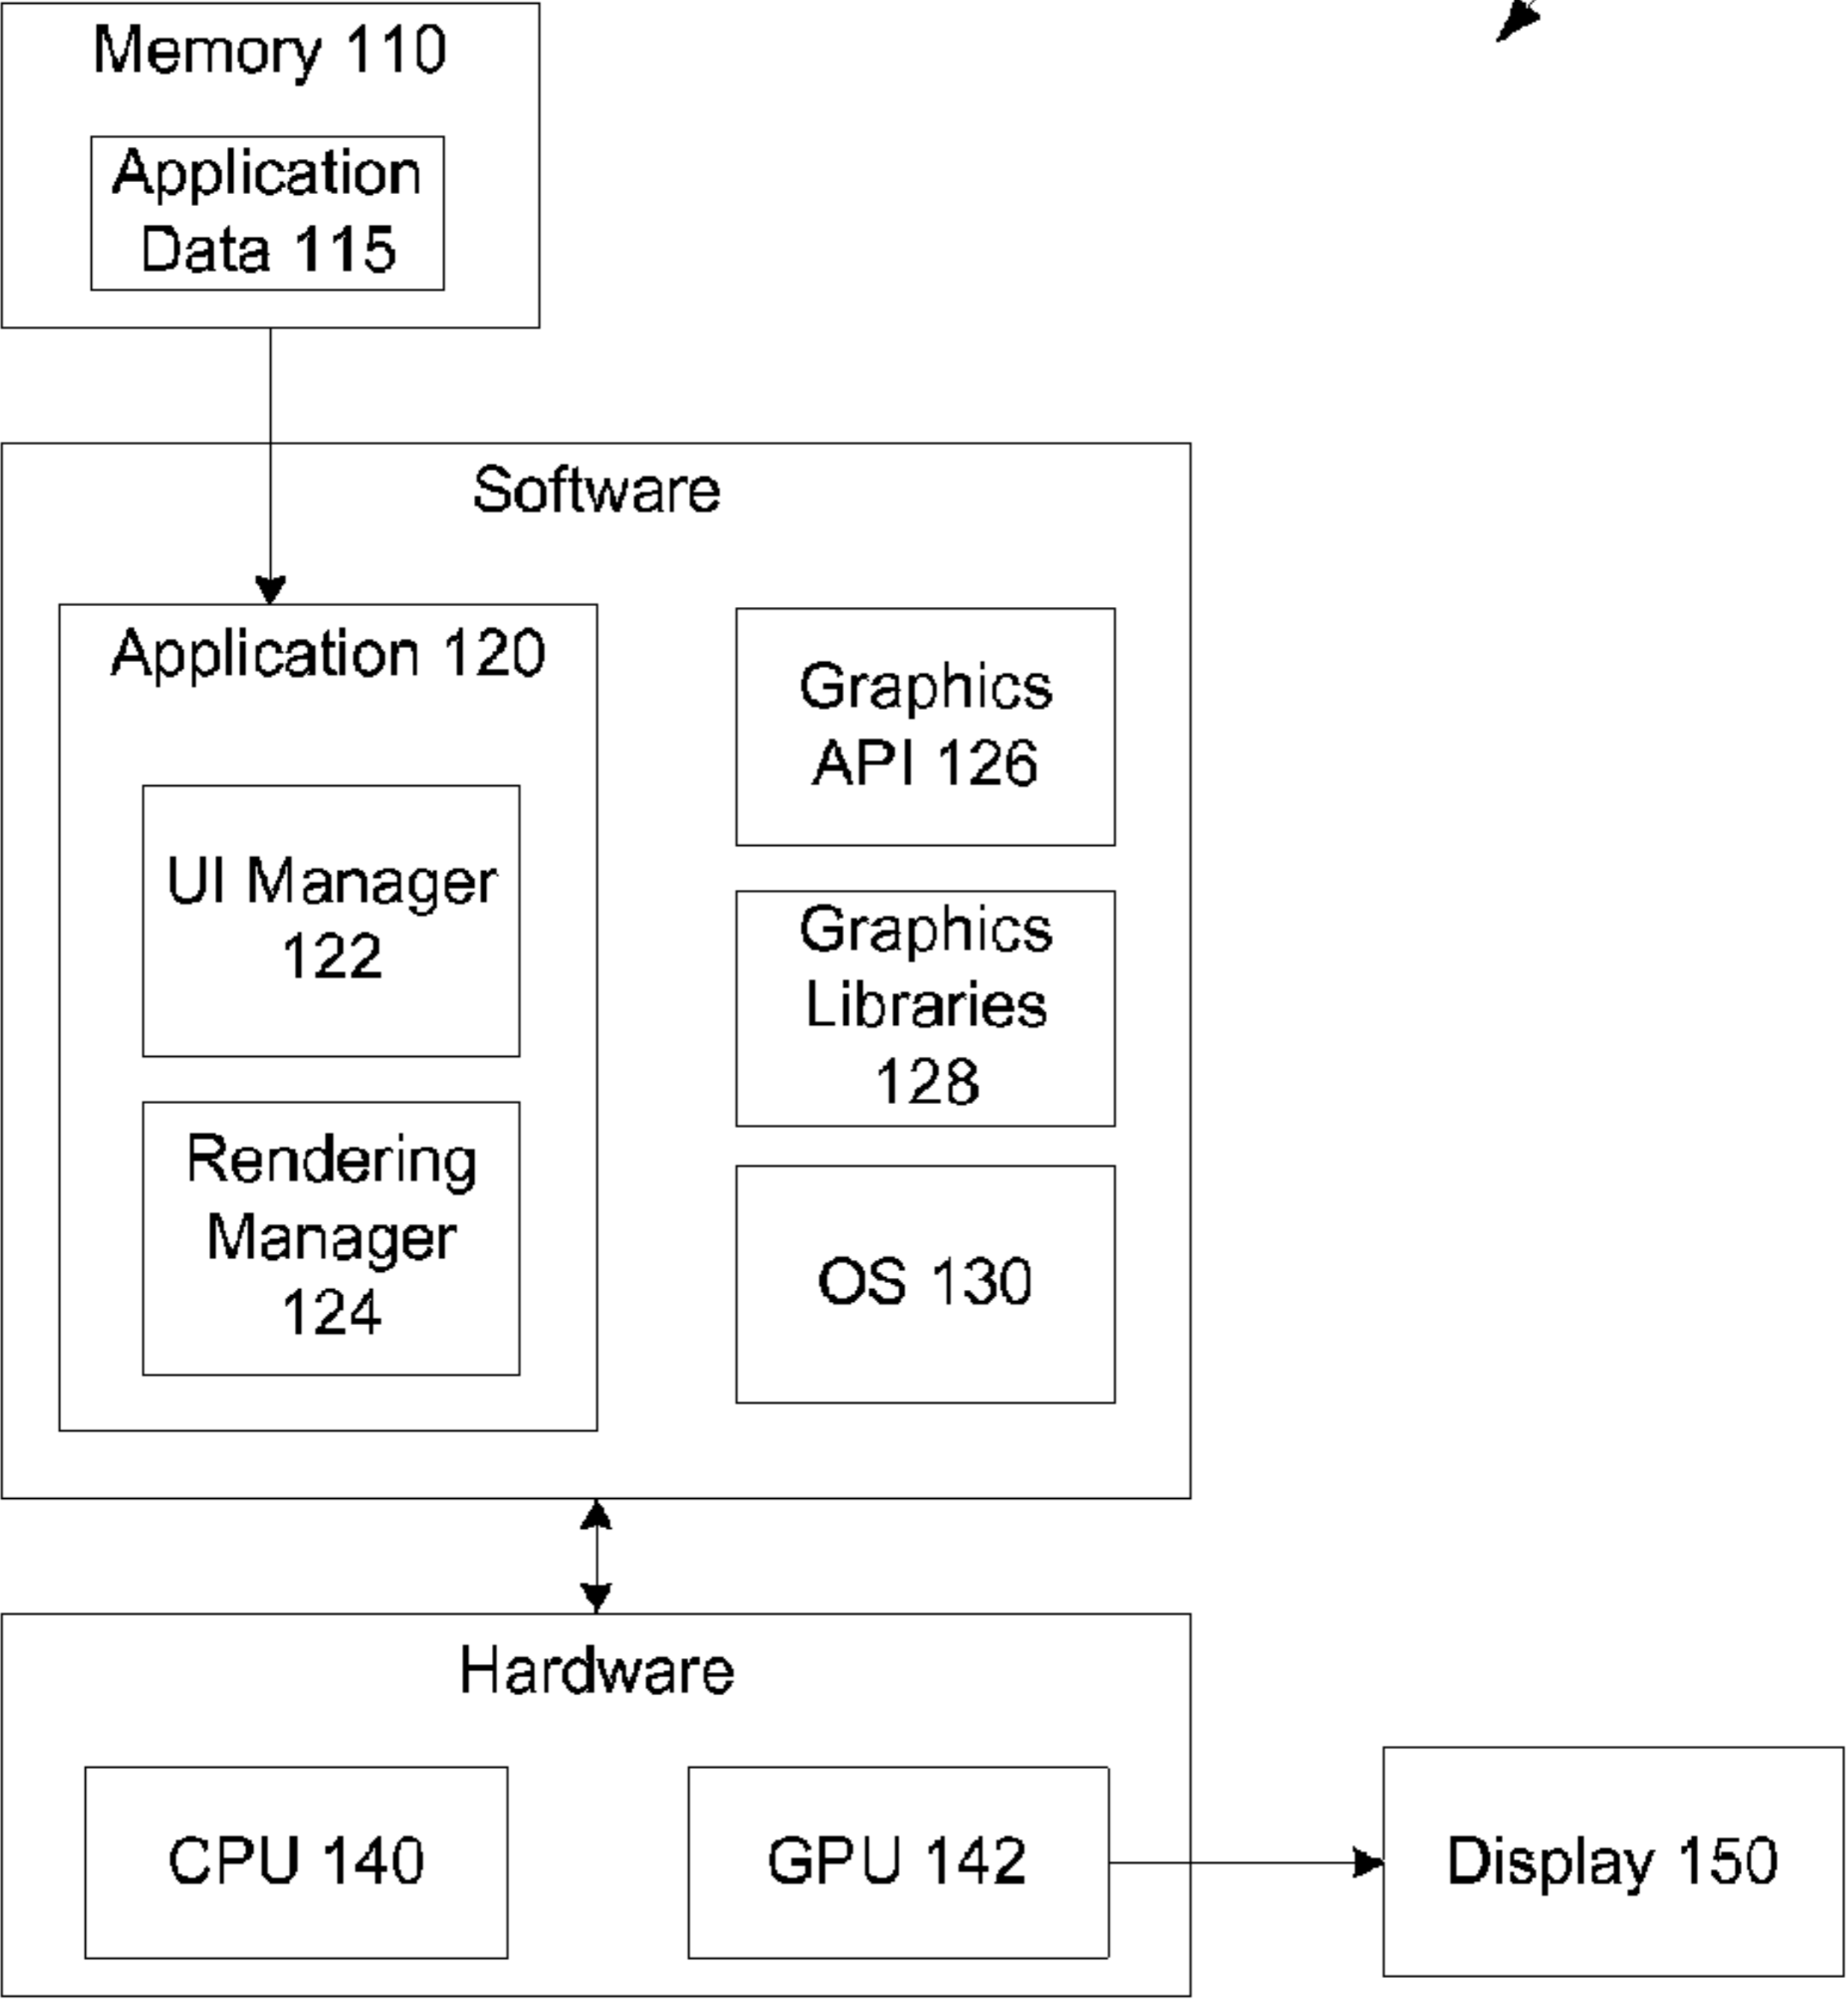 Memory 110
Application
Data 115
Software
Application 120
UI Manager
122
Rendering
Manager
124
Graphics
API 126
Graphics
Libraries
128
OS 130
Hardware
CPU 140
GPU 142
Display 150